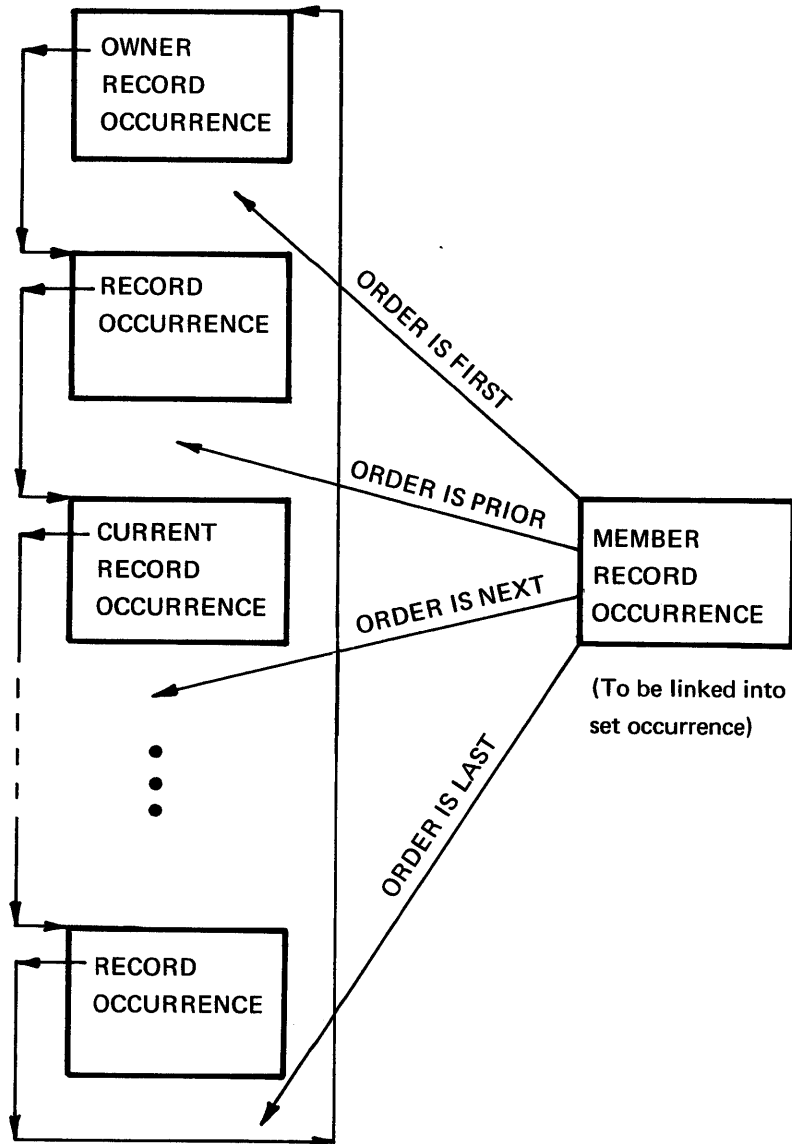 OWNER
RECORD
OCCURRENCE
RECORD
OCCURRENCE
ORDER IS FIRST
ORDER IS PRIOR
CURRENT
RECORD
OCCURRENCE
ORDER IS NEXT
MEMBER
RECORD
OCCURRENCE
(To be linked into
set occurrence)
ORDER IS LAST
RECORD
OCCURRENCE